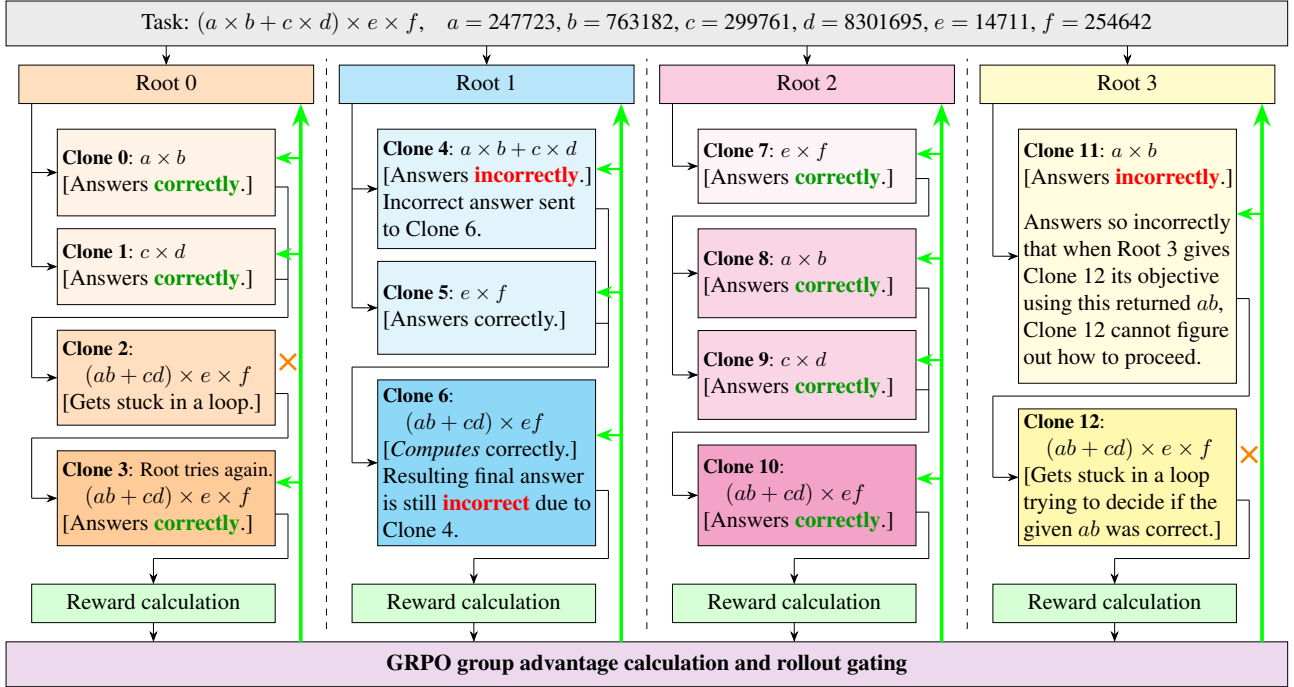 Task: (a × b + c × d) × e × f,   a = 247723, b = 763182, c = 299761, d = 8301695, e = 14711, f = 254642
Root 0
Clone 0: a × b
[Answers correctly.]
Clone 1: c × d
[Answers correctly.]
Clone 2:
(ab + cd) × e × f
[Gets stuck in a loop.]
Clone 3: Root tries again.
(ab + cd) × e × f
[Answers correctly.]
Reward calculation
Root 1
Clone 4: a × b + c × d
[Answers incorrectly.]
Incorrect answer sent
to Clone 6.
Clone 5: e × f
[Answers correctly.]
Clone 6:
(ab + cd) × ef
[Computes correctly.]
Resulting final answer
is still incorrect due to
Clone 4.
Reward calculation
Root 2
Clone 7: e × f
[Answers correctly.]
Clone 8: a × b
[Answers correctly.]
Clone 9: c × d
[Answers correctly.]
Clone 10:
(ab + cd) × ef
[Answers correctly.]
Reward calculation
Root 3
Clone 11: a × b
[Answers incorrectly.]
Answers so incorrectly
that when Root 3 gives
Clone 12 its objective
using this returned ab,
Clone 12 cannot figure
out how to proceed.
Clone 12:
(ab + cd) × e × f
[Gets stuck in a loop
trying to decide if the
given ab was correct.]
Reward calculation
GRPO group advantage calculation and rollout gating